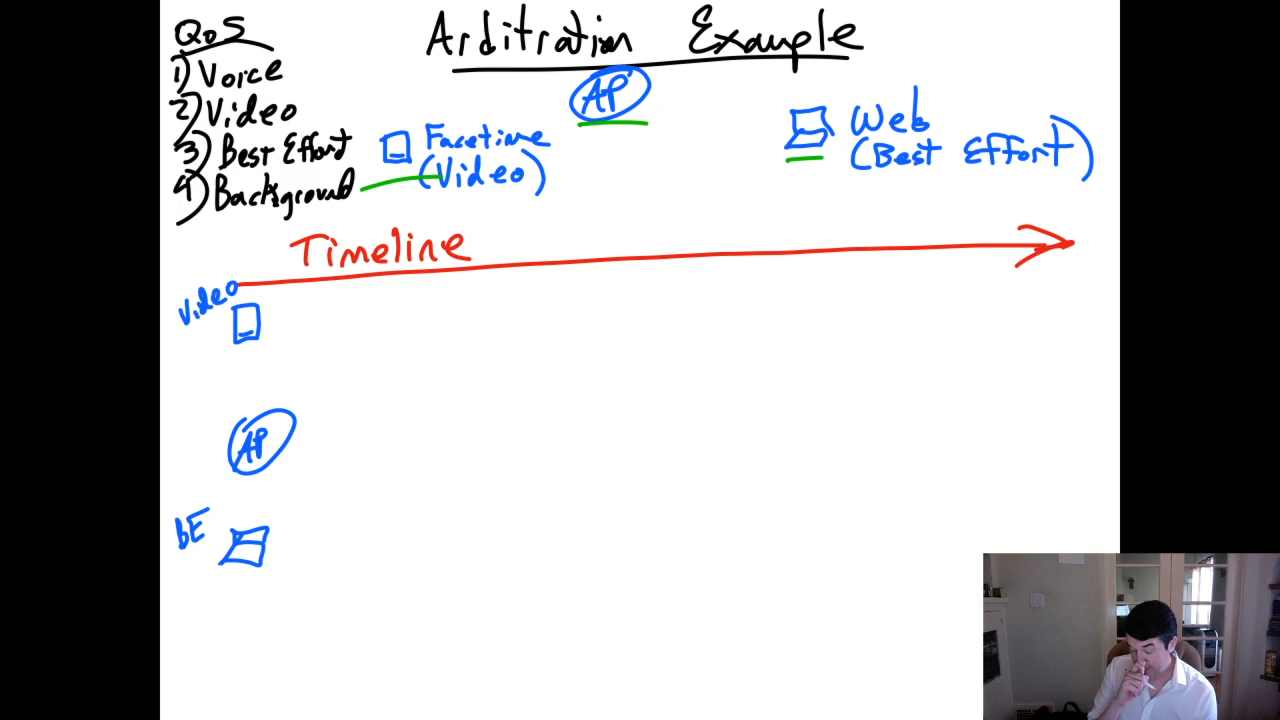 QoS
1) Voice
2) Video
3) Best Effort
4) Background
Arditration Example
AP
Facetime
(Video)
Web
(Best Effort)
Timeline
Video
AP
BE